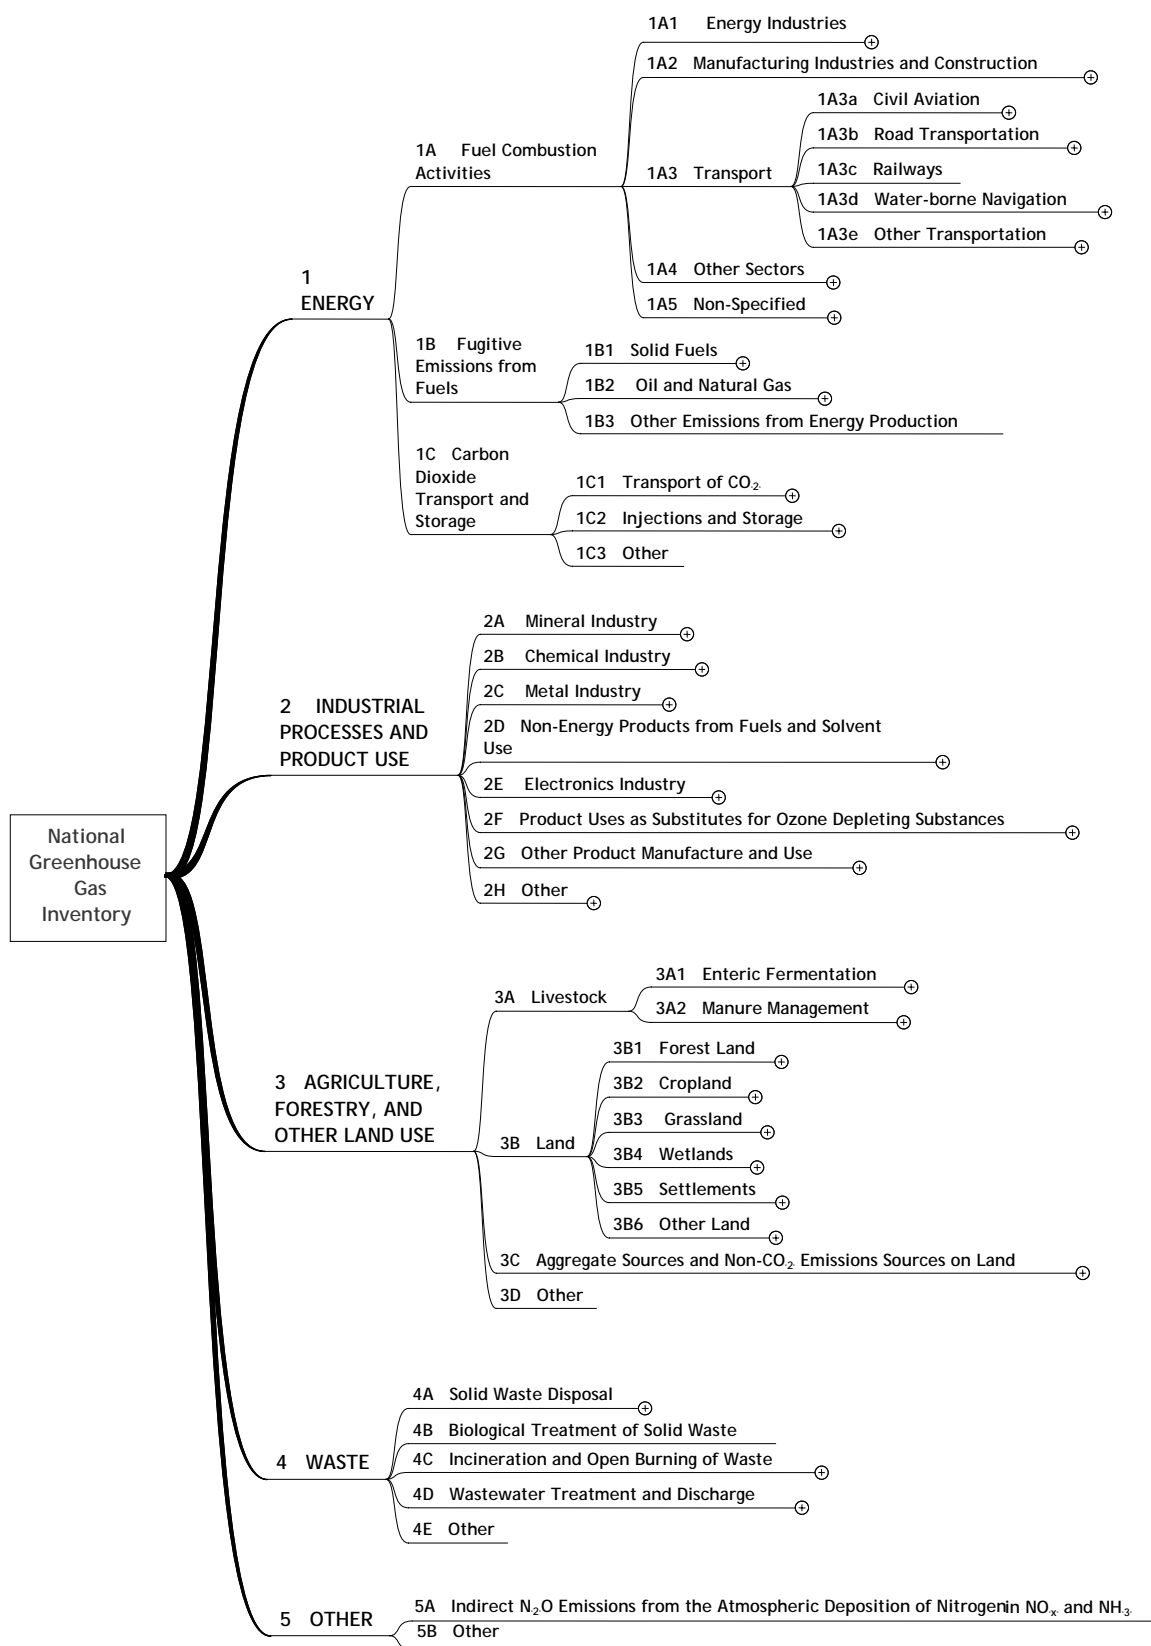 National
Greenhouse
Gas
Inventory
1
ENERGY
1A Fuel Combustion
Activities
1A1 Energy Industries
1A2 Manufacturing Industries and Construction
1A3 Transport
1A3a Civil Aviation
1A3b Road Transportation
1A3c Railways
1A3d Water-borne Navigation
1A3e Other Transportation
1A4 Other Sectors
1A5 Non-Specified
1B Fugitive
Emissions from
Fuels
1B1 Solid Fuels
1B2 Oil and Natural Gas
1B3 Other Emissions from Energy Production
1C Carbon
Dioxide
Transport and
Storage
1C1 Transport of CO₂
1C2 Injections and Storage
1C3 Other
2 INDUSTRIAL
PROCESSES AND
PRODUCT USE
2A Mineral Industry
2B Chemical Industry
2C Metal Industry
2D Non-Energy Products from Fuels and Solvent
Use
2E Electronics Industry
2F Product Uses as Substitutes for Ozone Depleting Substances
2G Other Product Manufacture and Use
2H Other
3 AGRICULTURE,
FORESTRY, AND
OTHER LAND USE
3A Livestock
3A1 Enteric Fermentation
3A2 Manure Management
3B Land
3B1 Forest Land
3B2 Cropland
3B3 Grassland
3B4 Wetlands
3B5 Settlements
3B6 Other Land
3C Aggregate Sources and Non-CO₂ Emissions Sources on Land
3D Other
4 WASTE
4A Solid Waste Disposal
4B Biological Treatment of Solid Waste
4C Incineration and Open Burning of Waste
4D Wastewater Treatment and Discharge
4E Other
5 OTHER
5A Indirect N₂O Emissions from the Atmospheric Deposition of Nitrogenin NOₓ and NH₃
5B Other